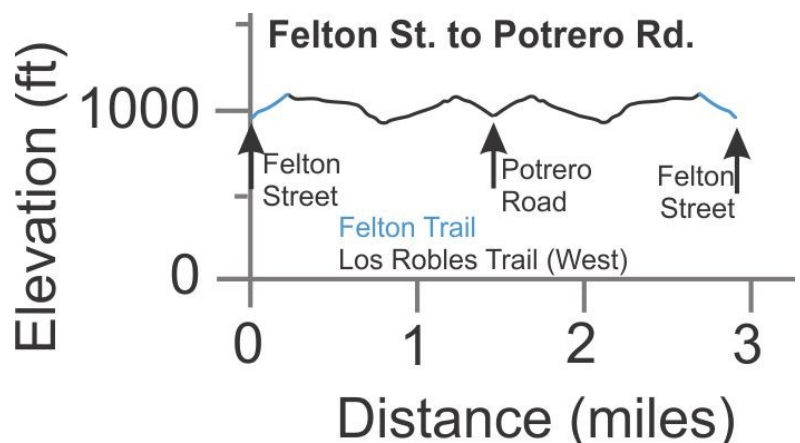 Felton St. to Potrero Rd.
Elevation (ft)
1000
0
Felton
Street
Potrero
Road
Felton
Street
Felton Trail
Los Robles Trail (West)
0
1
2
3
Distance (miles)